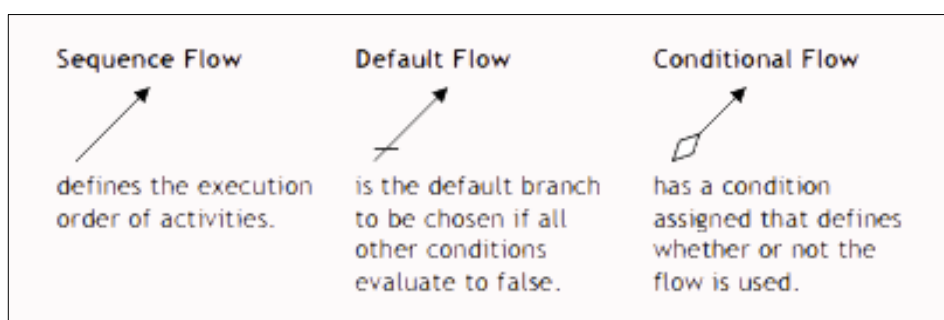 Sequence Flow
defines the execution
order of activities.
Default Flow
is the default branch
to be chosen if all
other conditions
evaluate to false.
Conditional Flow
has a condition
assigned that defines
whether or not the
flow is used.